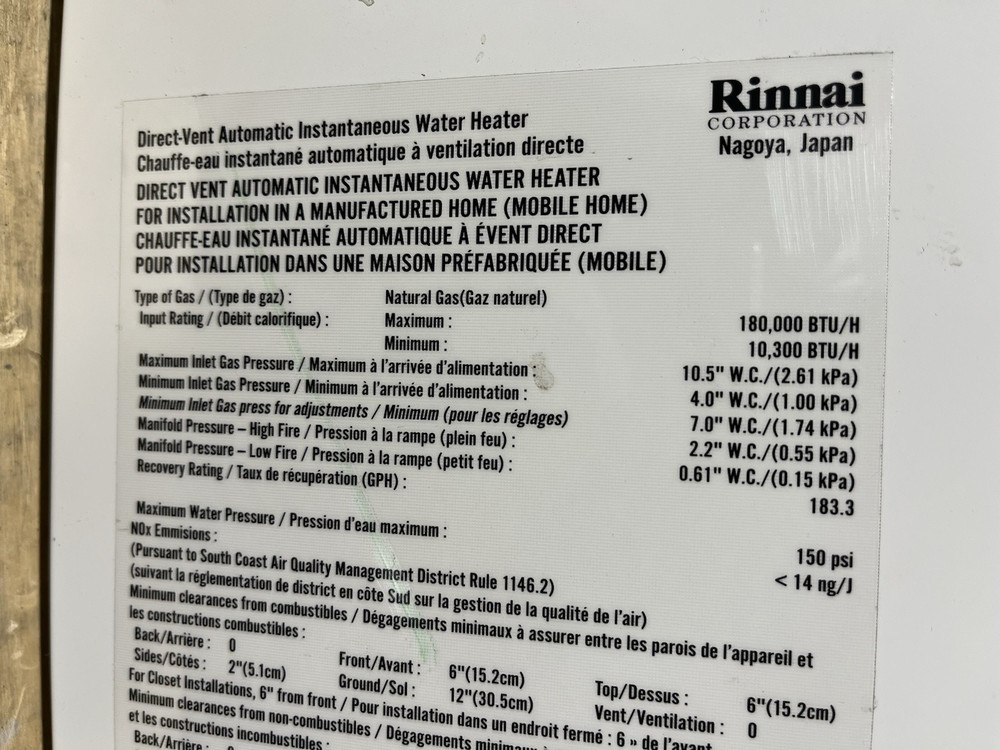 Rinnai
CORPORATION
Nagoya, Japan
Direct-Vent Automatic Instantaneous Water Heater
Chauffe-eau instantané automatique à ventilation directe
DIRECT VENT AUTOMATIC INSTANTANEOUS WATER HEATER
FOR INSTALLATION IN A MANUFACTURED HOME (MOBILE HOME)
CHAUFFE-EAU INSTANTANÉ AUTOMATIQUE À ÉVENT DIRECT
POUR INSTALLATION DANS UNE MAISON PRÉFABRIQUÉE (MOBILE)
Type of Gas / (Type de gaz) : Natural Gas(Gaz naturel)
Input Rating / (Débit calorifique) : Maximum : 180,000 BTU/H
Minimum : 10,300 BTU/H
Maximum Inlet Gas Pressure / Maximum à l'arrivée d'alimentation : 10.5" W.C./(2.61 kPa)
Minimum Inlet Gas Pressure / Minimum à l'arrivée d'alimentation : 4.0" W.C./(1.00 kPa)
Minimum Inlet Gas press for adjustments / Minimum (pour les réglages) 7.0" W.C./(1.74 kPa)
Manifold Pressure – High Fire / Pression à la rampe (plein feu) : 2.2" W.C./(0.55 kPa)
Manifold Pressure – Low Fire / Pression à la rampe (petit feu) : 0.61" W.C./(0.15 kPa)
Recovery Rating / Taux de récupération (GPH) : 183.3
Maximum Water Pressure / Pression d'eau maximum : 150 psi
NOx Emmisions : < 14 ng/J
(Pursuant to South Coast Air Quality Management District Rule 1146.2)
(suivant la réglementation de district en côte Sud sur la gestion de la qualité de l'air)
Minimum clearances from combustibles / Dégagements minimaux à assurer entre les parois de l'appareil et
les constructions combustibles :
Back/Arrière : 0 Front/Avant : 6"(15.2cm) Top/Dessus : 6"(15.2cm)
Sides/Côtés : 2"(5.1cm) Ground/Sol : 12"(30.5cm) Vent/Ventilation : 0
For Closet Installations, 6" from front / Pour installation dans un endroit fermé : 6 » de l'avant
Minimum clearances from non-combustibles / Dégagements
et les constructions incombustibles :
Back/Arrière :